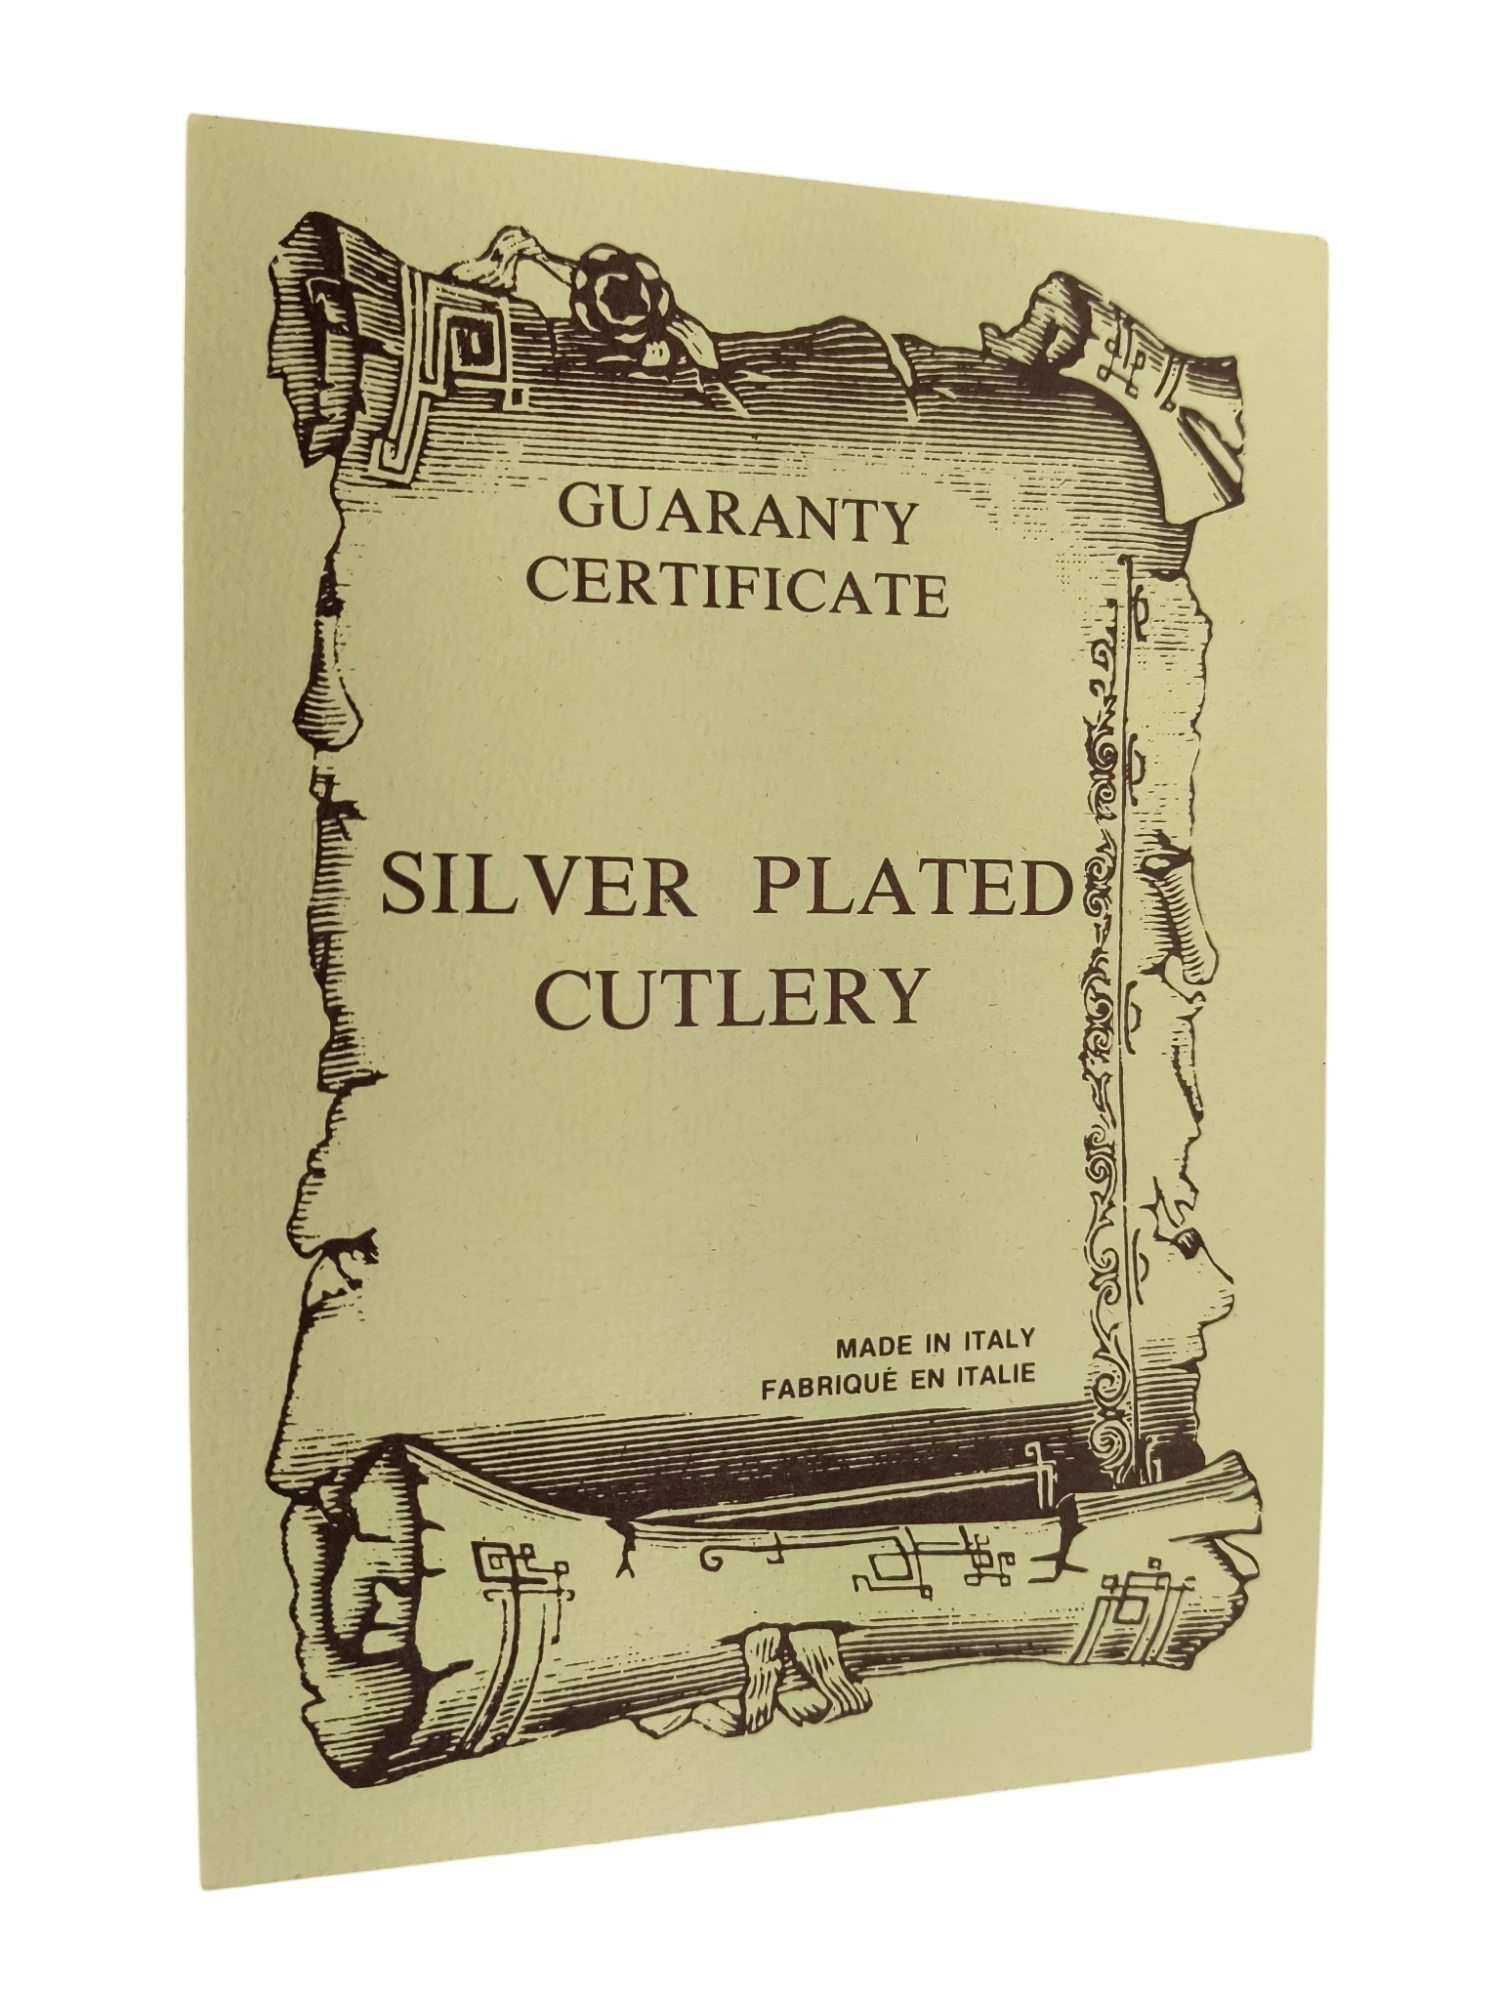 GUARANTY
CERTIFICATE
SILVER PLATED
CUTLERY
MADE IN ITALY
FABRIQUÉ EN ITALIE